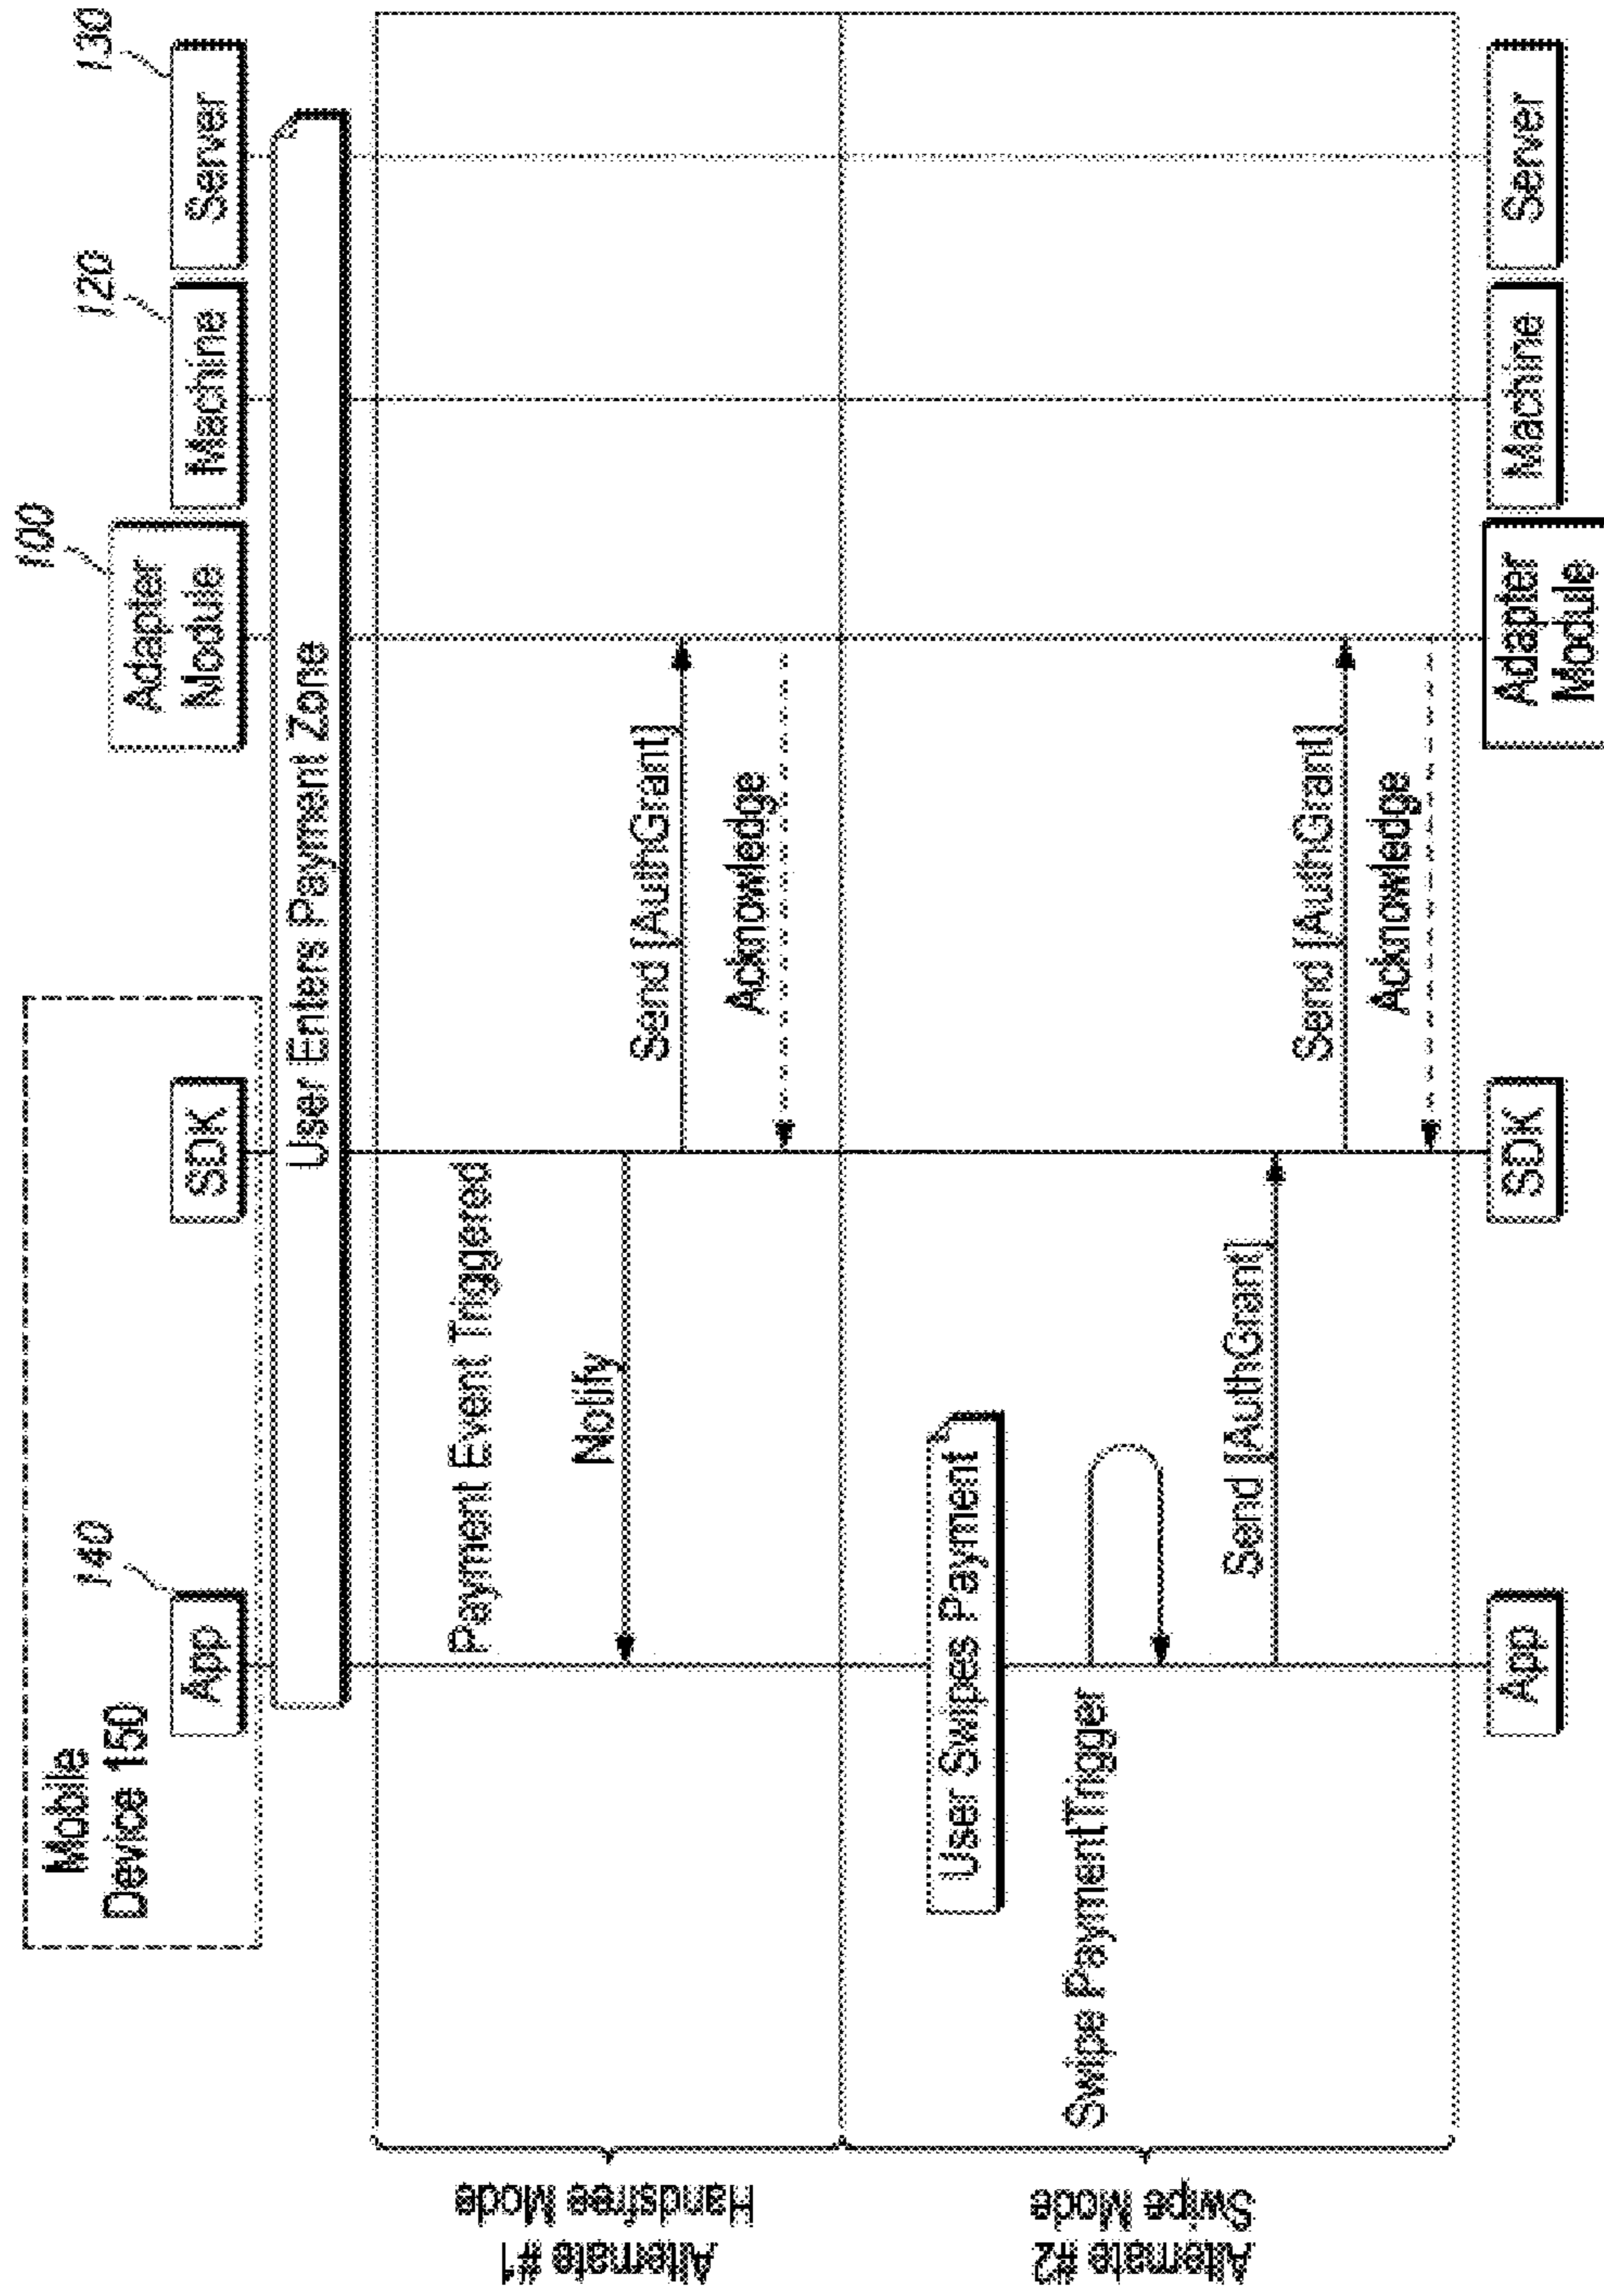 Mobile
Device 150
140
100
120
130
App
SDK
Adapter
Module
Machine
Server
User Enters Payment Zone
Alternate #1
Handsfree Mode
Payment Event Triggered
Notify
Send [AuthGrant]
Acknowledge
Alternate #2
Swipe Mode
User Swipes Payment
Swipe PaymentTrigger
Send [AuthGrant]
Send [AuthGrant]
Acknowledge
App
SDK
Adapter
Module
Machine
Server